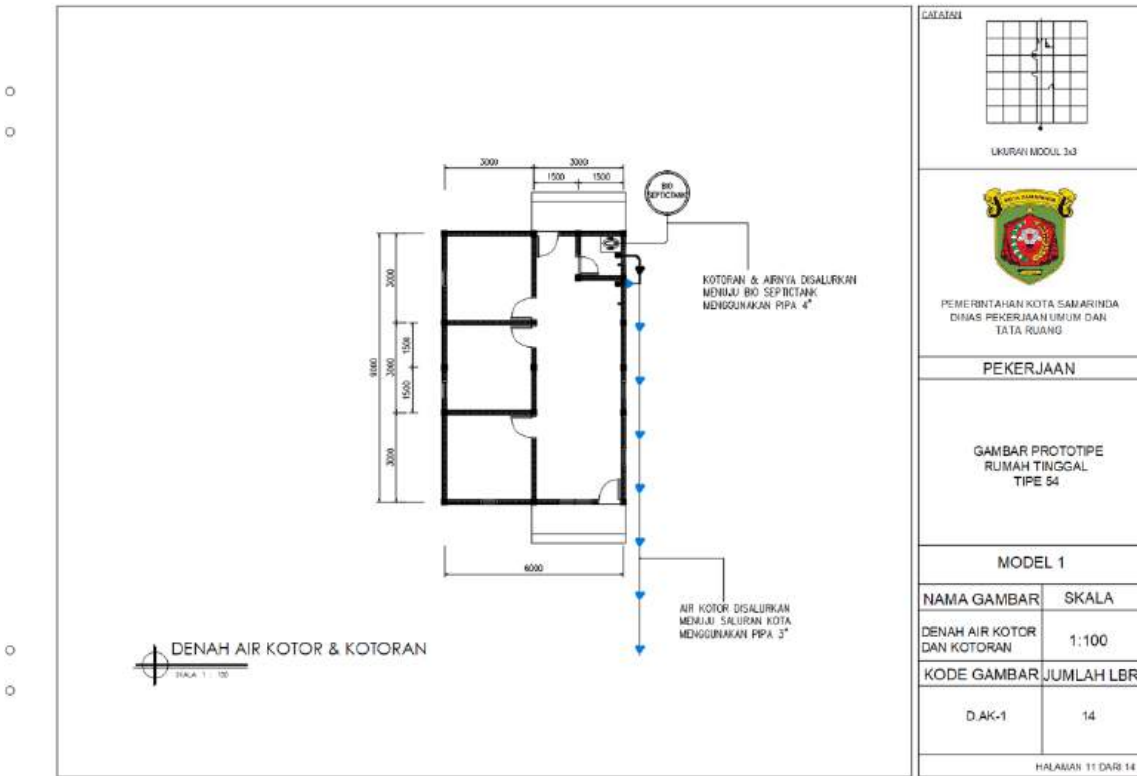 CATATAN
UKURAN MODUL 3x3
KOTA SAMARINDA
PEMERINTAHAN KOTA SAMARINDA
DINAS PEKERJAAN UMUM DAN
TATA RUANG
PEKERJAAN
GAMBAR PROTOTIPE
RUMAH TINGGAL
TIPE 54
MODEL 1
NAMA GAMBAR
SKALA
DENAH AIR KOTOR
DAN KOTORAN
1:100
KODE GAMBAR
JUMLAH LBR
D.AK-1
14
HALAMAN 11 DARI 14
3000
3000
1500
1500
BIO
SEPTICTANK
KOTORAN & AIRNYA DISALURKAN
MENUJU BIO SEPTICTANK
MENGGUNAKAN PIPA 4"
9000
3000
3000
3000
1500
1500
6000
AIR KOTOR DISALURKAN
MENUJU SALURAN KOTA
MENGGUNAKAN PIPA 3"
DENAH AIR KOTOR & KOTORAN
SKALA 1 : 100